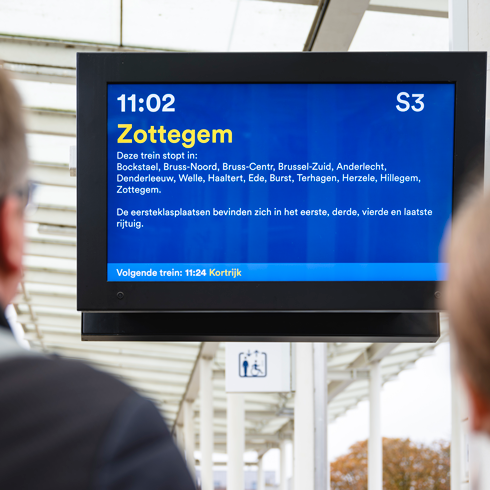 11:02 S3
Zottegem
Deze trein stopt in:
Bockstael, Bruss-Noord, Bruss-Centr, Brussel-Zuid, Anderlecht,
Denderleeuw, Welle, Haaltert, Ede, Burst, Terhagen, Herzele, Hillegem,
Zottegem.
De eersteklasplaatsen bevinden zich in het eerste, derde, vierde en laatste
rijtuig.
Volgende trein: 11:24 Kortrijk